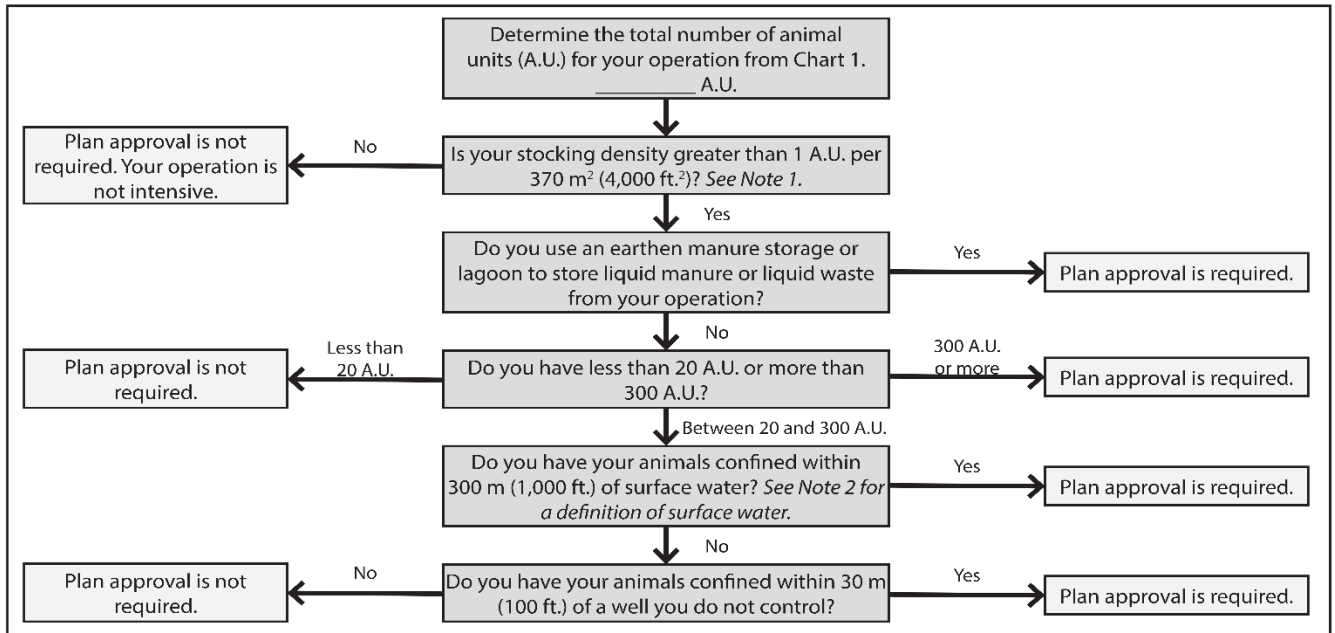 Determine the total number of animal
units (A.U.) for your operation from Chart 1.
__________ A.U.
Plan approval is not
required. Your operation is
not intensive.
No
Is your stocking density greater than 1 A.U. per
370 m² (4,000 ft.²)? See Note 1.
Yes
Do you use an earthen manure storage or
lagoon to store liquid manure or liquid waste
from your operation?
Yes
Plan approval is required.
No
Plan approval is not
required.
Less than
20 A.U.
Do you have less than 20 A.U. or more than
300 A.U.?
300 A.U.
or more
Plan approval is required.
Between 20 and 300 A.U.
Do you have your animals confined within
300 m (1,000 ft.) of surface water? See Note 2 for
a definition of surface water.
Yes
Plan approval is required.
No
Plan approval is not
required.
No
Do you have your animals confined within 30 m
(100 ft.) of a well you do not control?
Yes
Plan approval is required.